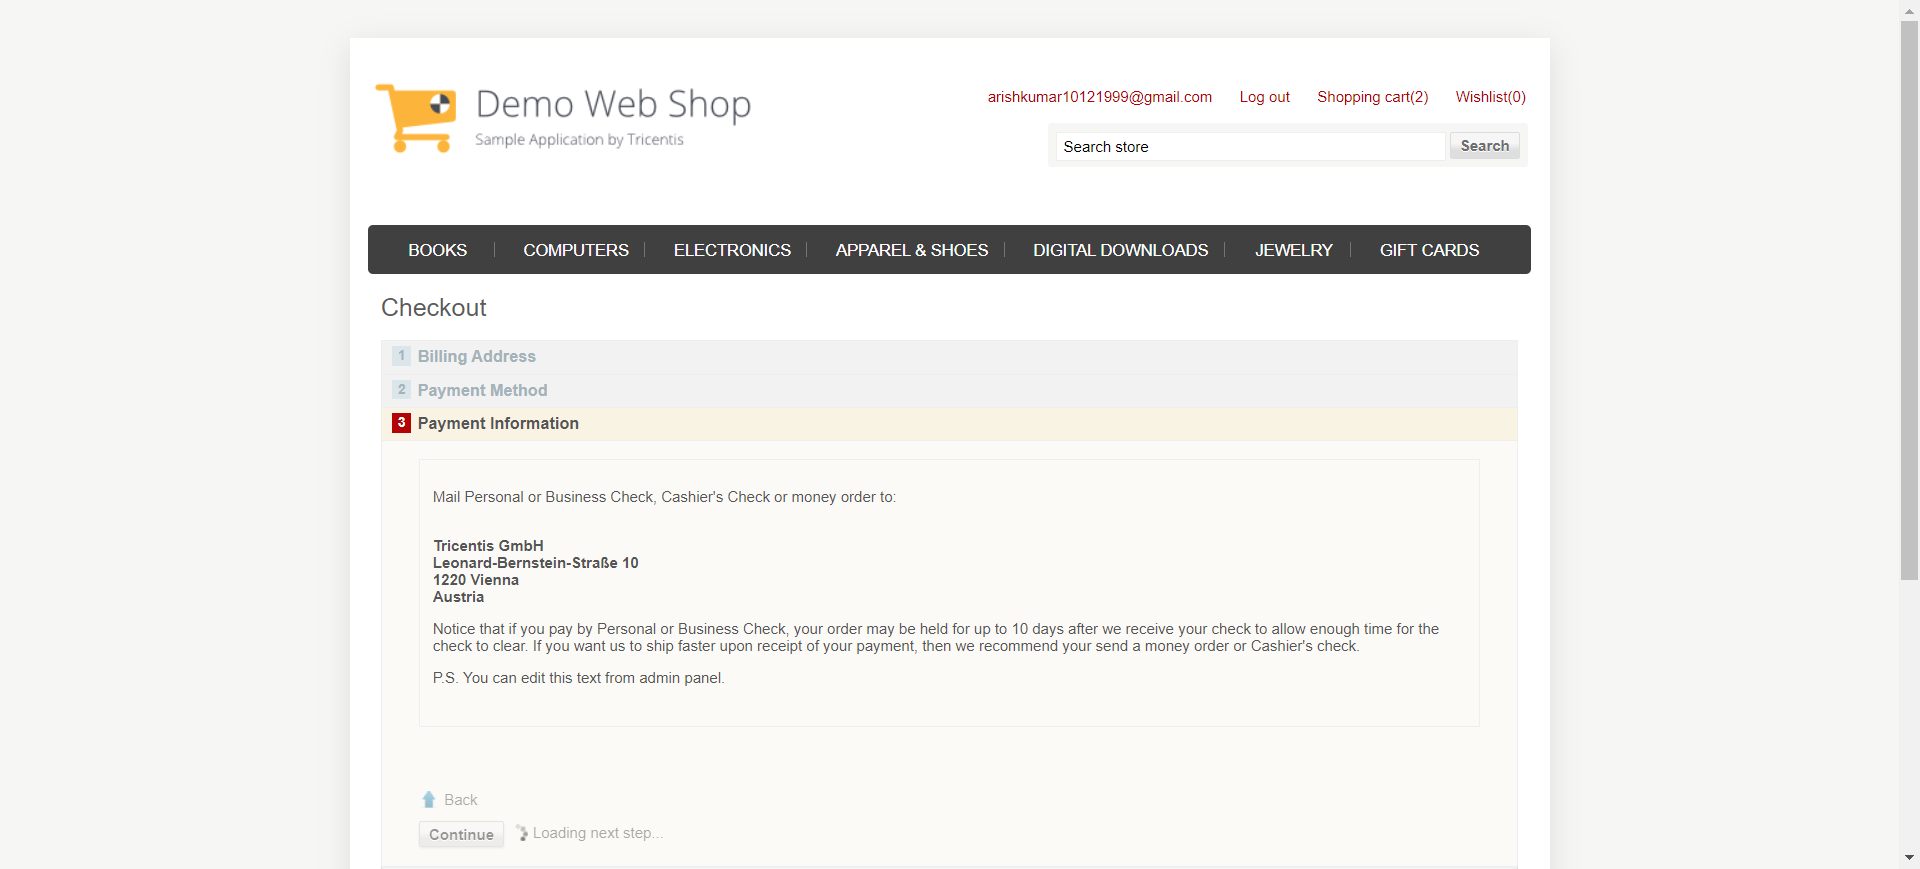 Demo Web Shop
Sample Application by Tricentis
arishkumar10121999@gmail.com Log out Shopping cart(2) Wishlist(0)
Search store Search
BOOKS COMPUTERS ELECTRONICS APPAREL & SHOES DIGITAL DOWNLOADS JEWELRY GIFT CARDS
Checkout
1 Billing Address
2 Payment Method
3 Payment Information
Mail Personal or Business Check, Cashier's Check or money order to:
Tricentis GmbH
Leonard-Bernstein-Straße 10
1220 Vienna
Austria
Notice that if you pay by Personal or Business Check, your order may be held for up to 10 days after we receive your check to allow enough time for the
check to clear. If you want us to ship faster upon receipt of your payment, then we recommend your send a money order or Cashier's check.
P.S. You can edit this text from admin panel.
Back
Continue Loading next step...